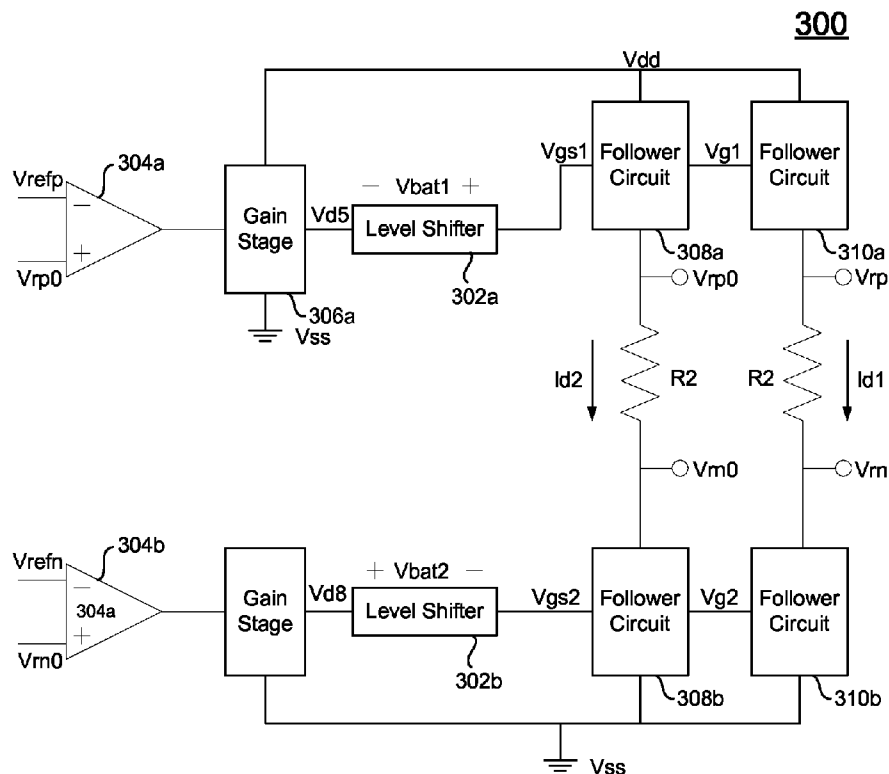 300
Vdd
304a
Vrefp
−
+
Vrp0
Gain
Stage
306a
Vss
Vd5
− Vbat1 +
Level Shifter
302a
Vgs1
Follower
Circuit
308a
Vg1
Follower
Circuit
310a
Vrp0
Vrp
Id2
R2
R2
Id1
Vrn0
Vrn
304b
Vrefn
−
304a
+
Vrn0
Gain
Stage
Vd8
+ Vbat2 −
Level Shifter
302b
Vgs2
Follower
Circuit
308b
Vg2
Follower
Circuit
310b
Vss